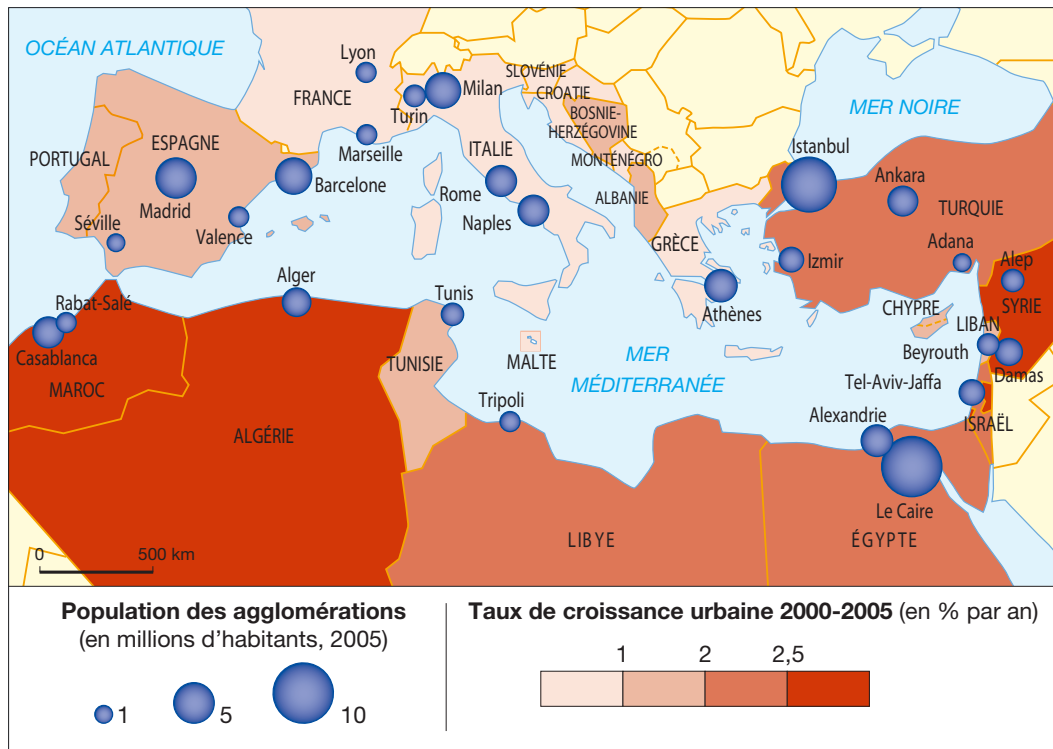 OCÉAN ATLANTIQUE
Lyon
FRANCE
Turin
Milan
SLOVÉNIE
CROATIE
BOSNIE-
HERZÉGOVINE
MER NOIRE
PORTUGAL
ESPAGNE
Madrid
Barcelone
Marseille
ITALIE
MONTÉNÉGRO
Istanbul
Ankara
TURQUIE
Séville
Valence
Rome
Naples
ALBANIE
GRÈCE
Athènes
Izmir
Adana
Alep
SYRIE
Rabat-Salé
Casablanca
MAROC
Alger
Tunis
TUNISIE
MALTE
MER
MÉDITERRANÉE
CHYPRE
LIBAN
Beyrouth
Damas
Tel-Aviv-Jaffa
ISRAËL
Tripoli
Alexandrie
ALGÉRIE
Le Caire
LIBYE
ÉGYPTE
0 500 km
Population des agglomérations
(en millions d'habitants, 2005)
1 5 10
Taux de croissance urbaine 2000-2005 (en % par an)
1 2 2,5